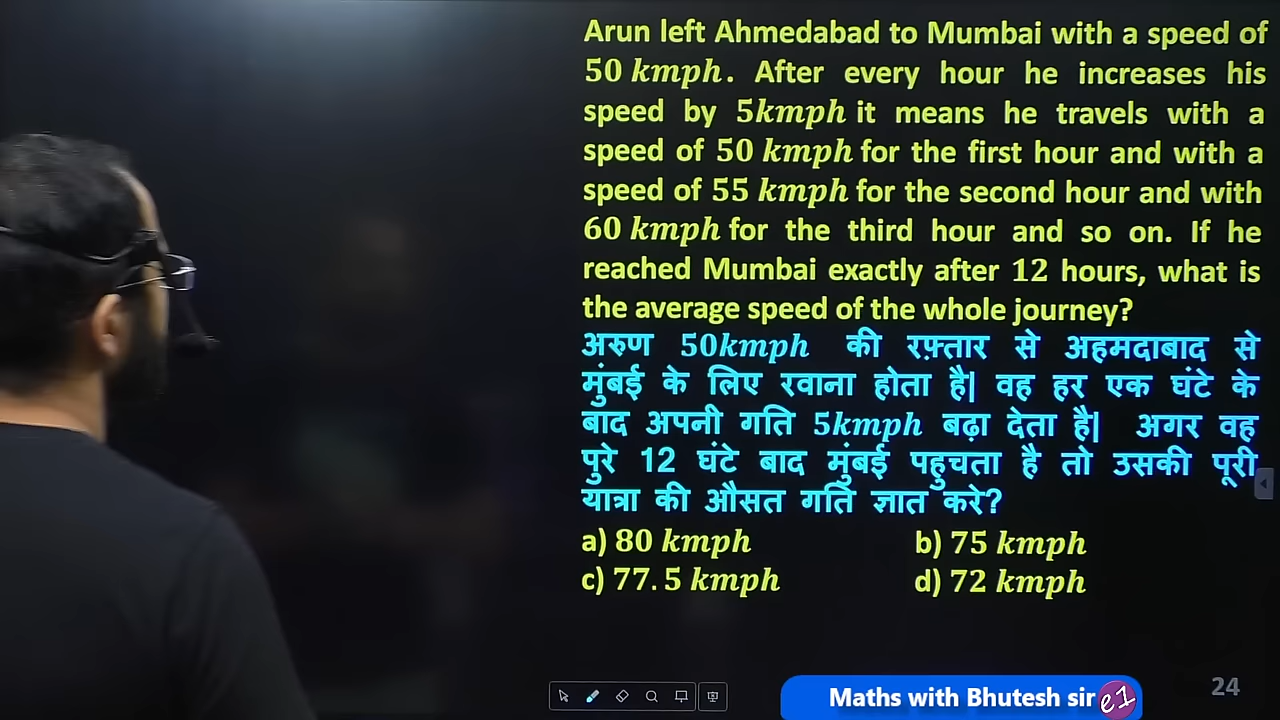 Arun left Ahmedabad to Mumbai with a speed of
50 kmph. After every hour he increases his
speed by 5kmph it means he travels with a
speed of 50 kmph for the first hour and with a
speed of 55 kmph for the second hour and with
60 kmph for the third hour and so on. If he
reached Mumbai exactly after 12 hours, what is
the average speed of the whole journey?
अरुण 50kmph की रफ़्तार से अहमदाबाद से
मुंबई के लिए रवाना होता है| वह हर एक घंटे के
बाद अपनी गति 5kmph बढ़ा देता है| अगर वह
पुरे 12 घंटे बाद मुंबई पहुचता है तो उसकी पूरी
यात्रा की औसत गति ज्ञात करे?
a) 80 kmph b) 75 kmph
c) 77.5 kmph d) 72 kmph
Maths with Bhutesh sir e1
24